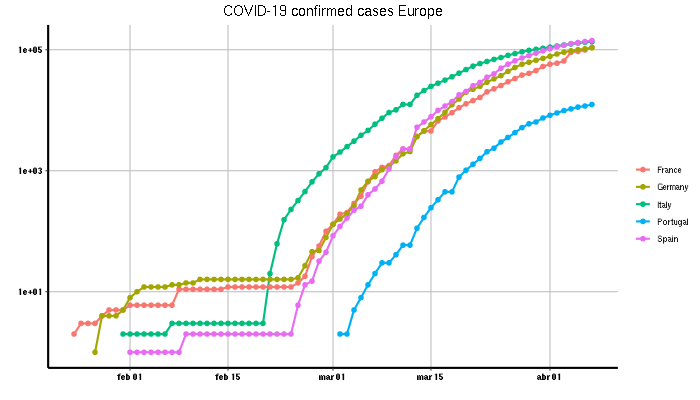 COVID-19 confirmed cases Europe
1e+05
1e+03
1e+01
feb 01
feb 15
mar 01
mar 15
abr 01
France
Germany
Italy
Portugal
Spain